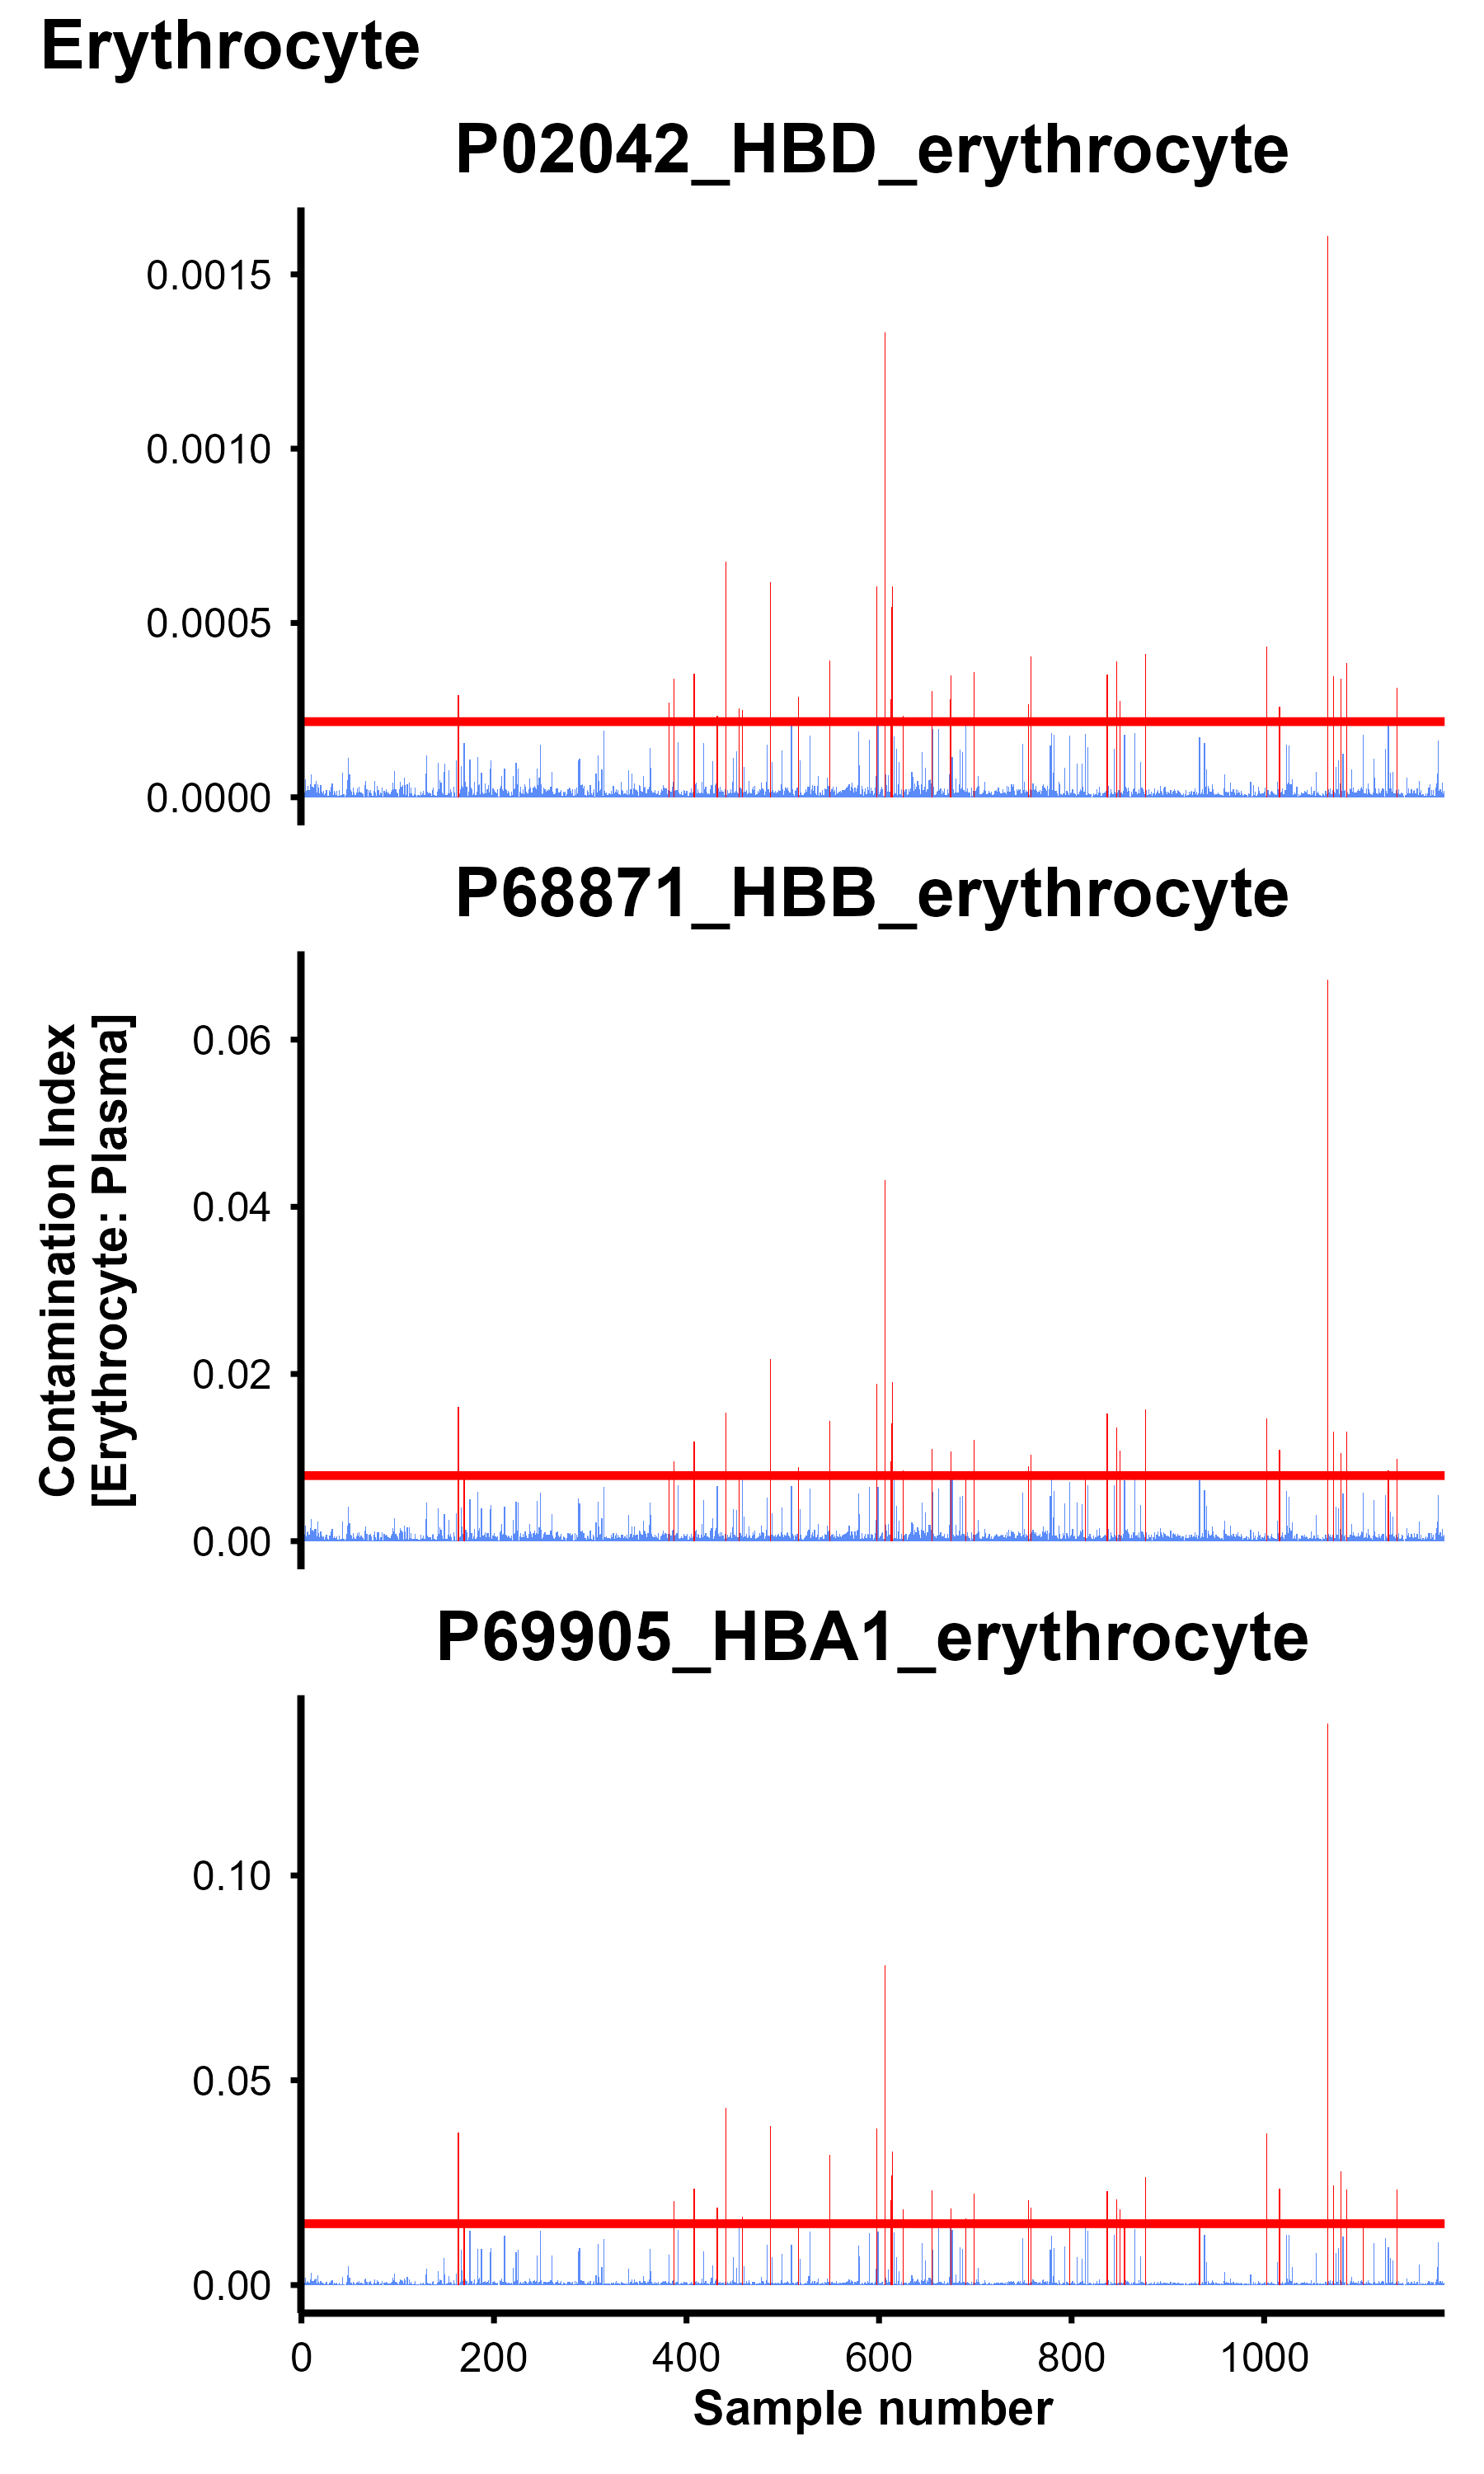 Erythrocyte
P02042_HBD_erythrocyte
0.0015
0.0010
0.0005
0.0000
P68871_HBB_erythrocyte
Contamination Index
[Erythrocyte: Plasma]
0.06
0.04
0.02
0.00
P69905_HBA1_erythrocyte
0.10
0.05
0.00
0 200 400 600 800 1000
Sample number